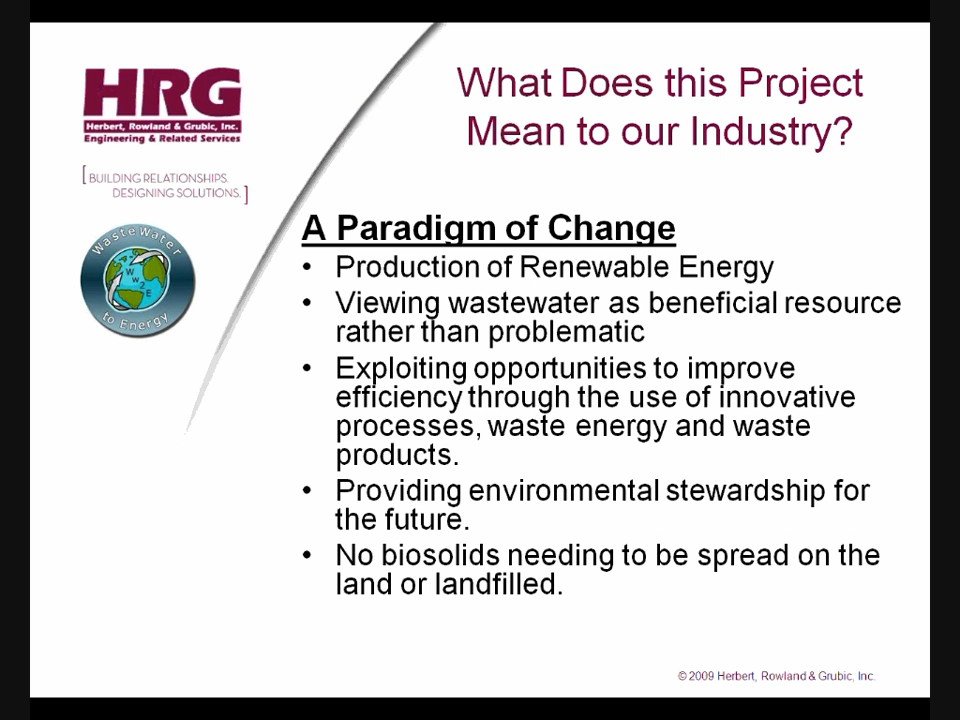 HRG
Herbert, Rowland & Grubic, Inc.
Engineering & Related Services
[BUILDING RELATIONSHIPS.
DESIGNING SOLUTIONS.]
WasteWater
WW2E
to Energy
What Does this Project
Mean to our Industry?
A Paradigm of Change
• Production of Renewable Energy
• Viewing wastewater as beneficial resource
rather than problematic
• Exploiting opportunities to improve
efficiency through the use of innovative
processes, waste energy and waste
products.
• Providing environmental stewardship for
the future.
• No biosolids needing to be spread on the
land or landfilled.
© 2009 Herbert, Rowland & Grubic, Inc.